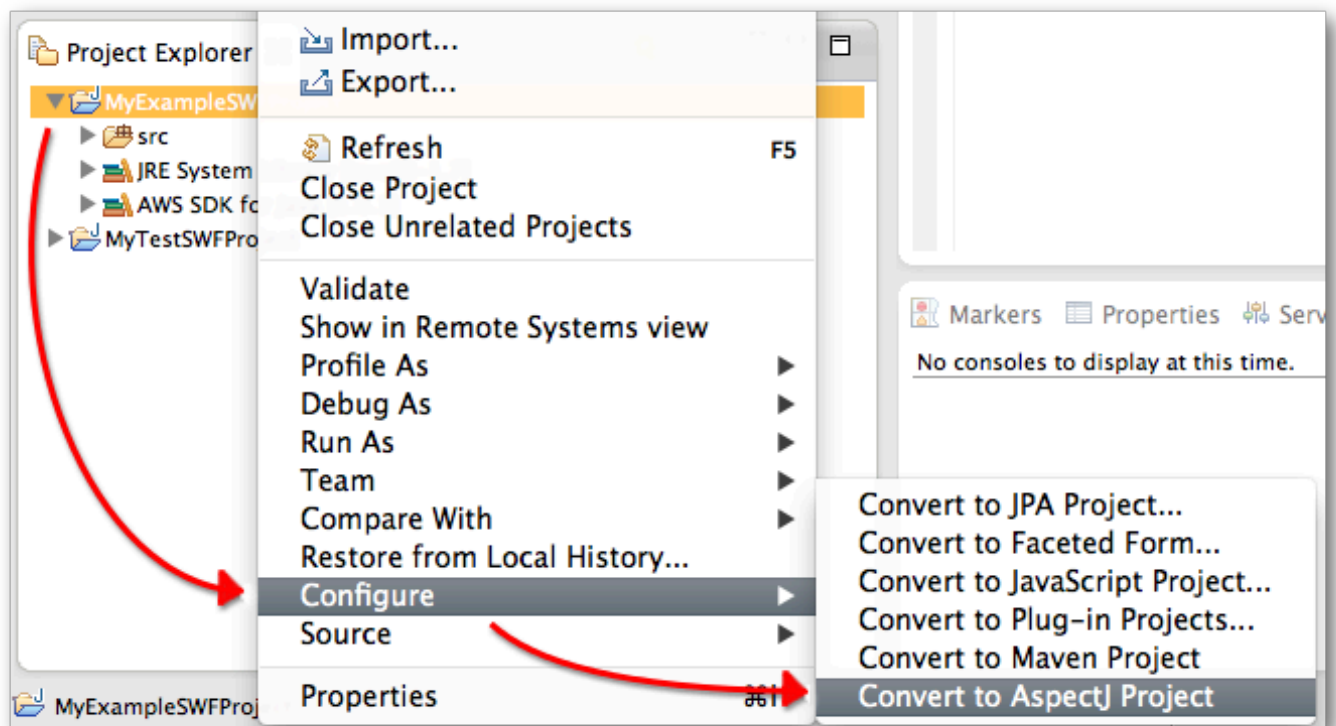 Project Explorer
MyExampleSW
src
JRE System
AWS SDK fo
MyTestSWFPro
Import...
Export...
Refresh F5
Close Project
Close Unrelated Projects
Validate
Show in Remote Systems view
Profile As
Debug As
Run As
Team
Compare With
Restore from Local History...
Configure
Source
Properties ⌘I
Markers Properties Serv
No consoles to display at this time.
Convert to JPA Project...
Convert to Faceted Form...
Convert to JavaScript Project...
Convert to Plug-in Projects...
Convert to Maven Project
Convert to AspectJ Project
MyExampleSWFProj